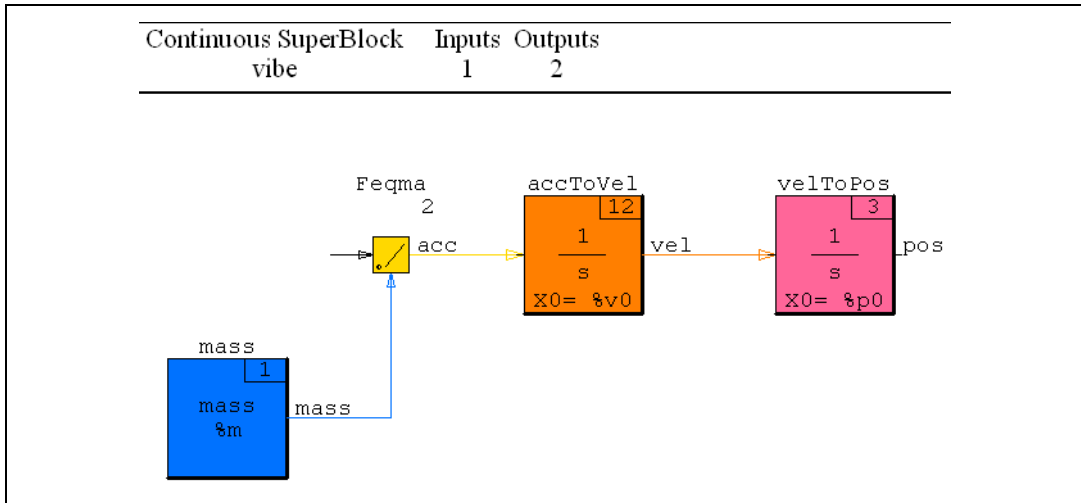 Continuous SuperBlock Inputs Outputs
vibe 1 2
Feqma accToVel velToPos
2 12 3
acc 1 vel 1 pos
s s
X0= %v0 X0= %p0
mass
1
mass mass
%m